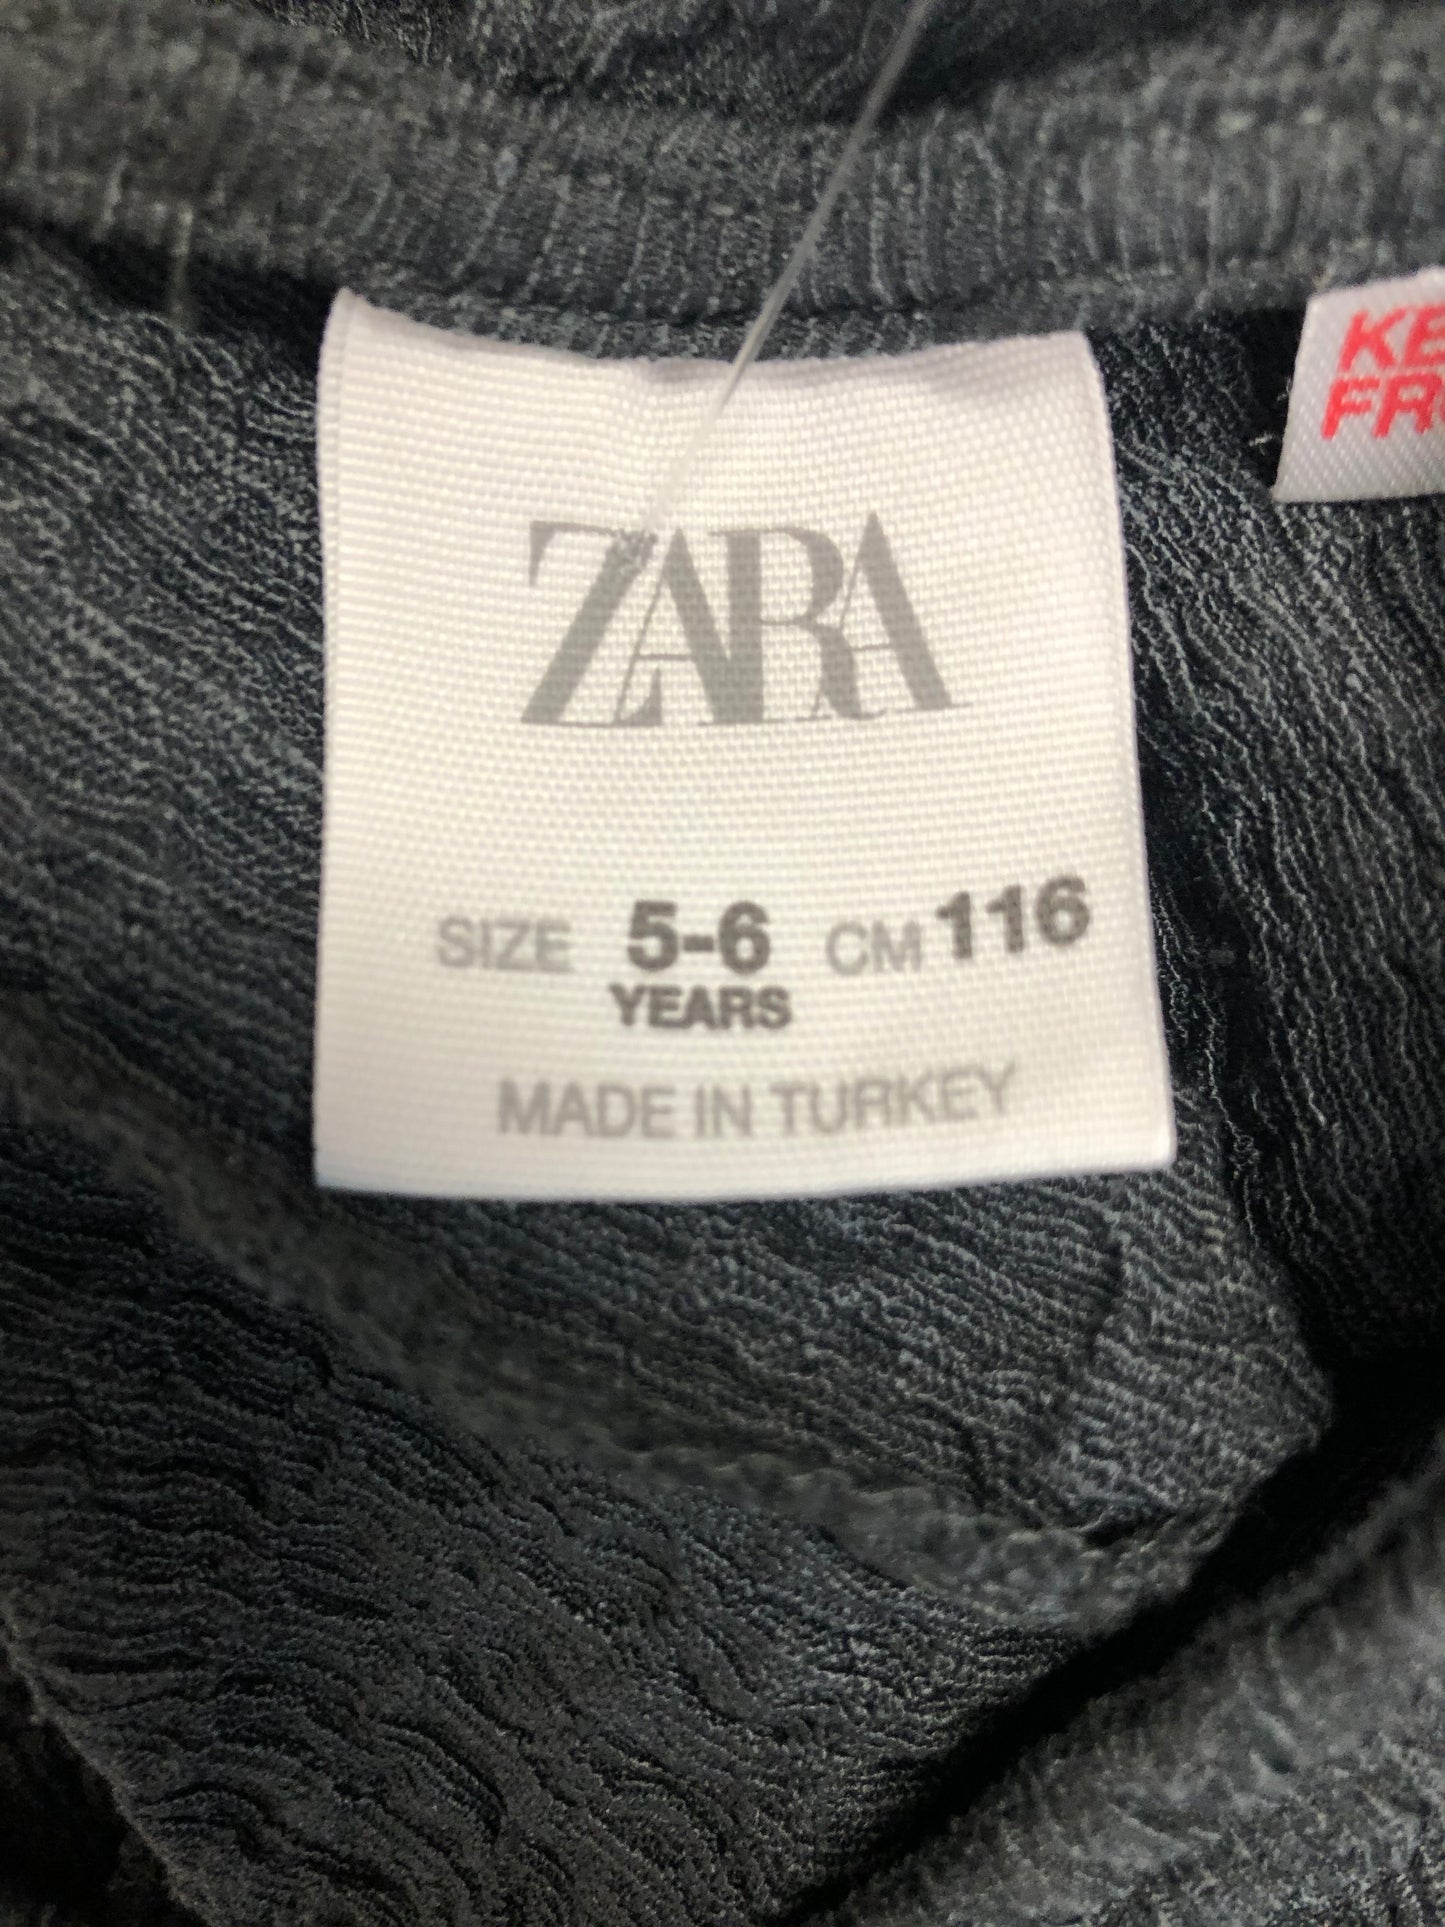 ZARA
SIZE 5-6 CM 116
YEARS
MADE IN TURKEY